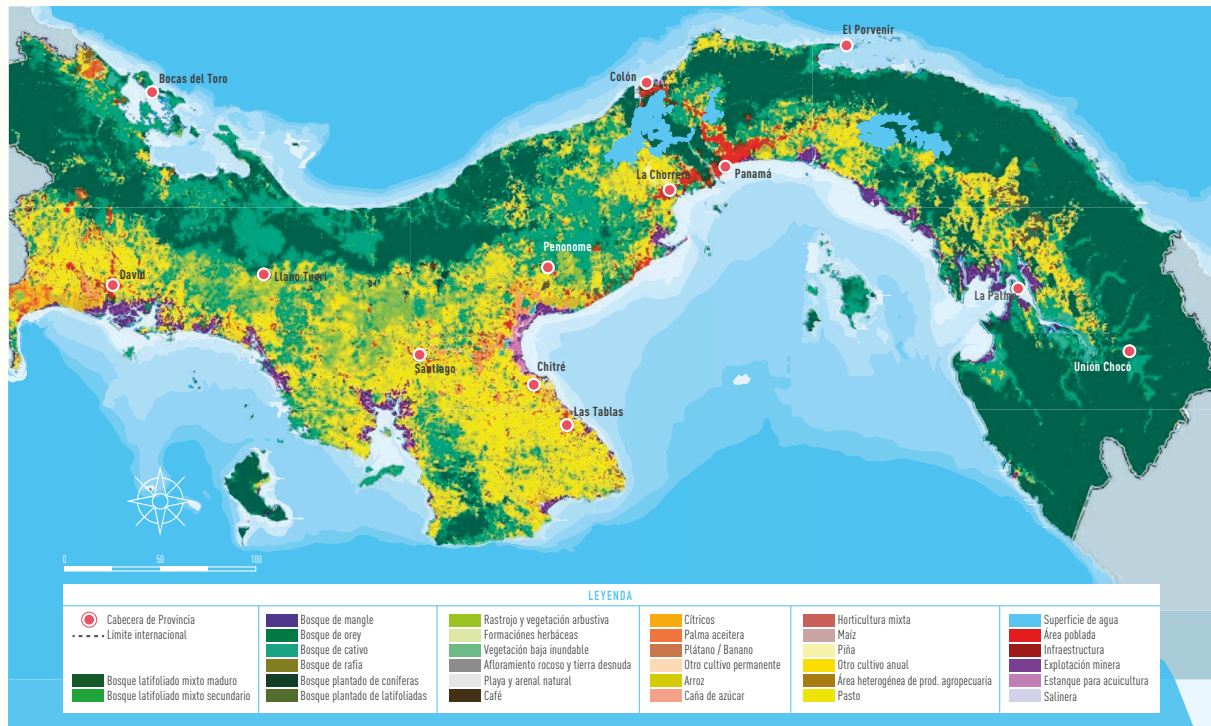 El Porvenir
Bocas del Toro
Colón
La Chorrera
Panamá
Penonome
David
Llano Tugrí
La Palma
Santiago
Chitré
Unión Chocó
Las Tablas
0 50 100
LEYENDA
Cabecera de Provincia
Límite internacional
Bosque latifoliado mixto maduro
Bosque latifoliado mixto secundario
Bosque de mangle
Bosque de orey
Bosque de cativo
Bosque de rafia
Bosque plantado de coníferas
Bosque plantado de latifoliadas
Rastrojo y vegetación arbustiva
Formaciónes herbáceas
Vegetación baja inundable
Afloramiento rocoso y tierra desnuda
Playa y arenal natural
Café
Cítricos
Palma aceitera
Plátano / Banano
Otro cultivo permanente
Arroz
Caña de azúcar
Horticultura mixta
Maíz
Piña
Otro cultivo anual
Área heterogénea de prod. agropecuaria
Pasto
Superficie de agua
Área poblada
Infraestructura
Explotación minera
Estanque para acuicultura
Salinera